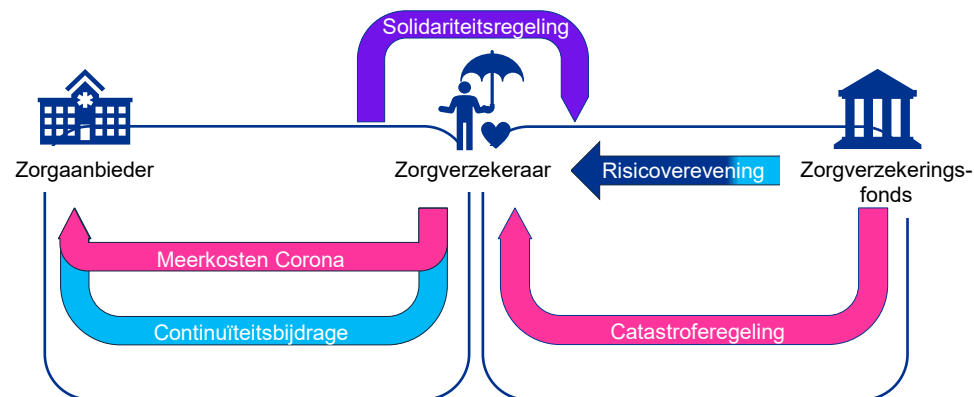 Solidariteitsregeling
Zorgaanbieder
Zorgverzekeraar
Risicoverevening
Zorgverzekerings-
fonds
Meerkosten Corona
Continuïteitsbijdrage
Catastroferegeling